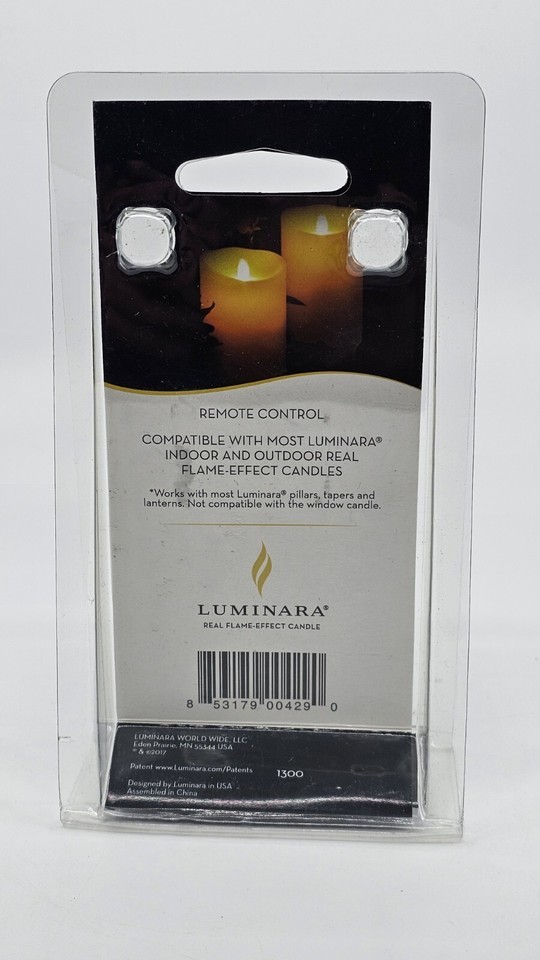 REMOTE CONTROL
COMPATIBLE WITH MOST LUMINARA®
INDOOR AND OUTDOOR REAL
FLAME-EFFECT CANDLES
*Works with most Luminara® pillars, tapers and
lanterns. Not compatible with the window candle.
LUMINARA®
REAL FLAME-EFFECT CANDLE
8 53179 00429 0
LUMINARA WORLD WIDE, LLC
Eden Prairie, MN 55344 USA
® & ©2017
Patent www.Luminara.com/Patents
1300
Designed by Luminara in USA
Assembled in China